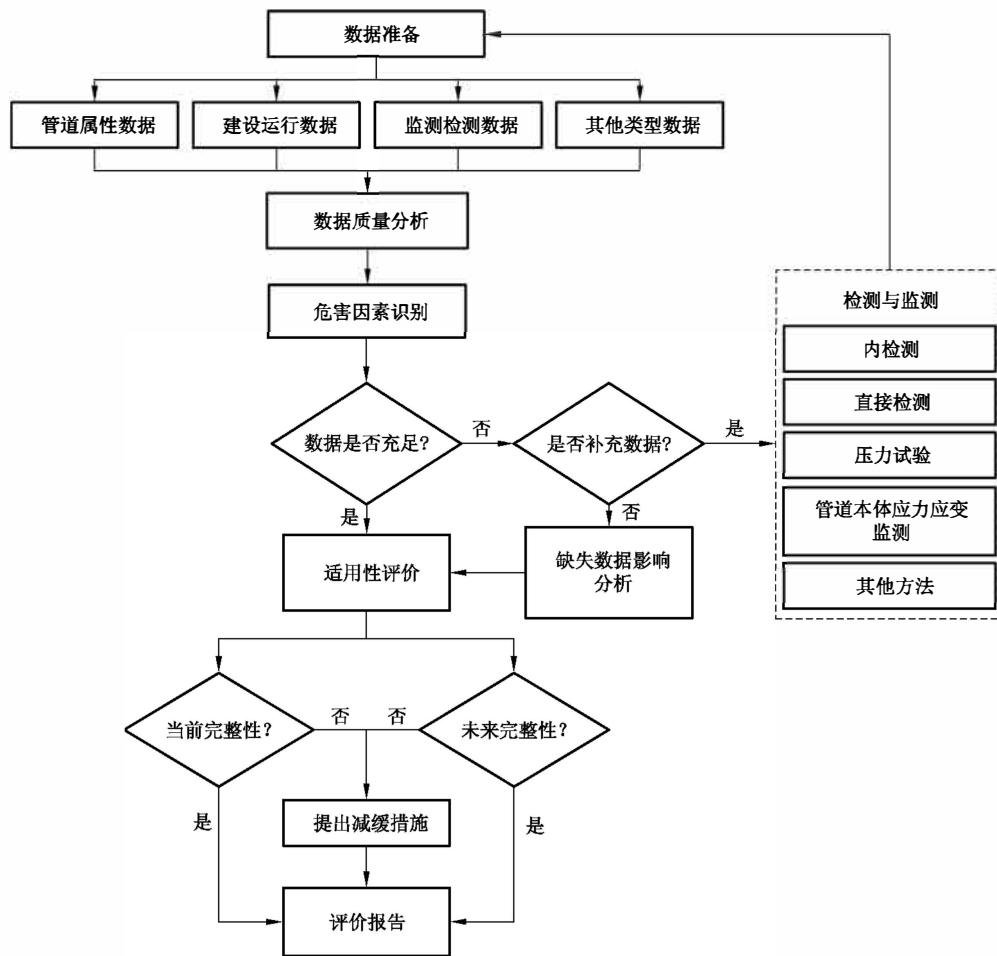 数据准备
管道属性数据
建设运行数据
监测检测数据
其他类型数据
数据质量分析
危害因素识别
检测与监测
内检测
直接检测
压力试验
管道本体应力应变
监测
其他方法
数据是否充足?
否
是否补充数据?
是
是
否
适用性评价
缺失数据影响
分析
当前完整性?
否
否
未来完整性?
是
提出减缓措施
是
评价报告